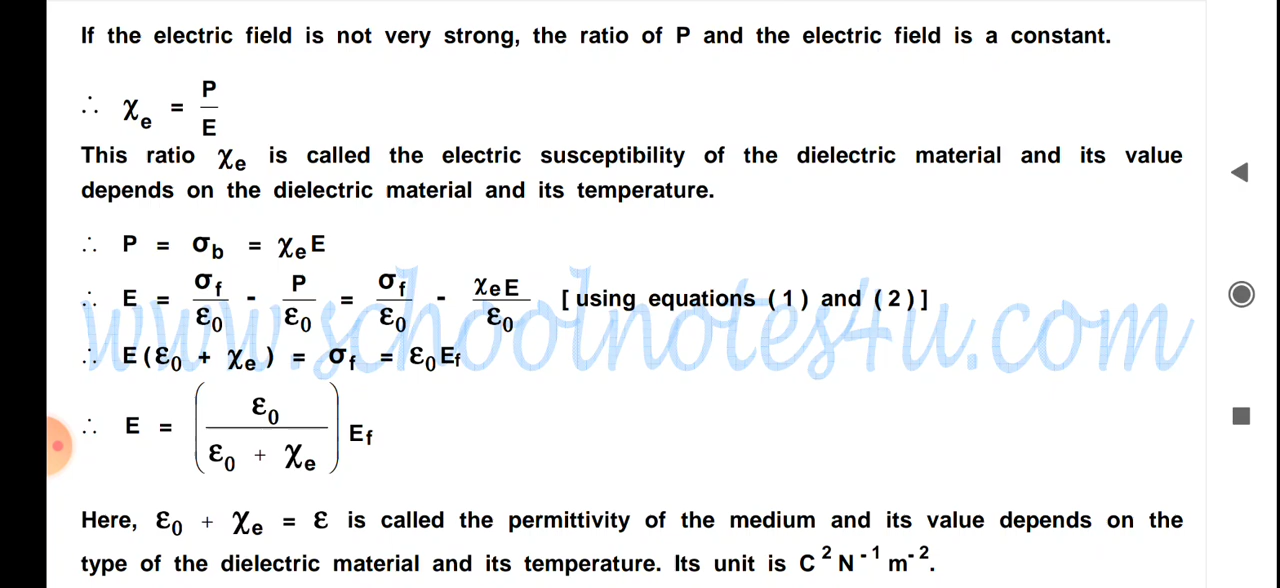 If the electric field is not very strong, the ratio of P and the electric field is a constant.
∴ χe = P/E
This ratio χe is called the electric susceptibility of the dielectric material and its value
depends on the dielectric material and its temperature.
∴ P = σb = χeE
∴ E = σf/ε0 - P/ε0 = σf/ε0 - χeE/ε0 [using equations (1) and (2)]
www.schoolnotes4u.com
∴ E(ε0 + χe) = σf = ε0Ef
∴ E = (ε0/(ε0 + χe)) Ef
Here, ε0 + χe = ε is called the permittivity of the medium and its value depends on the
type of the dielectric material and its temperature. Its unit is C²N⁻¹m⁻².